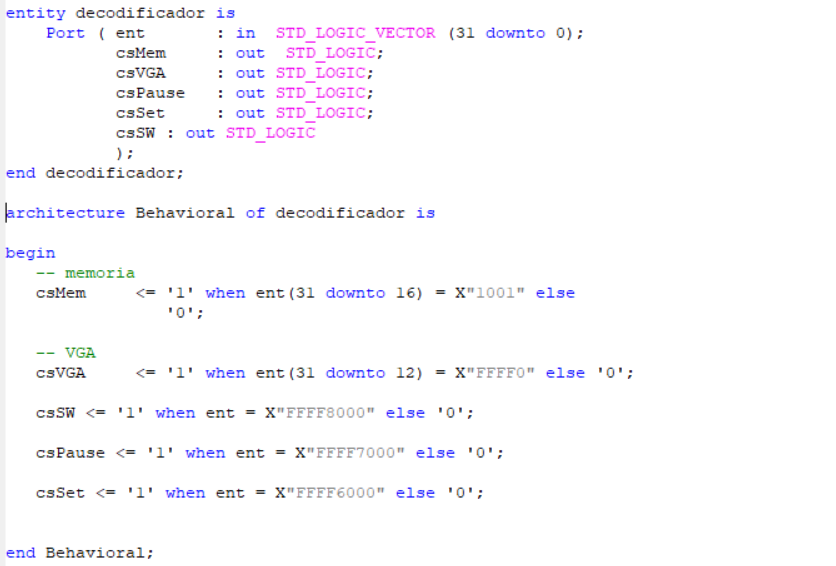 entity decodificador is
    Port ( ent       : in  STD_LOGIC_VECTOR (31 downto 0);
           csMem     : out  STD_LOGIC;
           csVGA     : out STD_LOGIC;
           csPause   : out STD_LOGIC;
           csSet     : out STD_LOGIC;
           csSW : out STD_LOGIC
           );
end decodificador;
architecture Behavioral of decodificador is
begin
   -- memoria
   csMem     <= '1' when ent(31 downto 16) = X"1001" else
                '0';
   -- VGA
   csVGA     <= '1' when ent(31 downto 12) = X"FFFF0" else '0';
   csSW <= '1' when ent = X"FFFF8000" else '0';
   csPause <= '1' when ent = X"FFFF7000" else '0';
   csSet <= '1' when ent = X"FFFF6000" else '0';
end Behavioral;